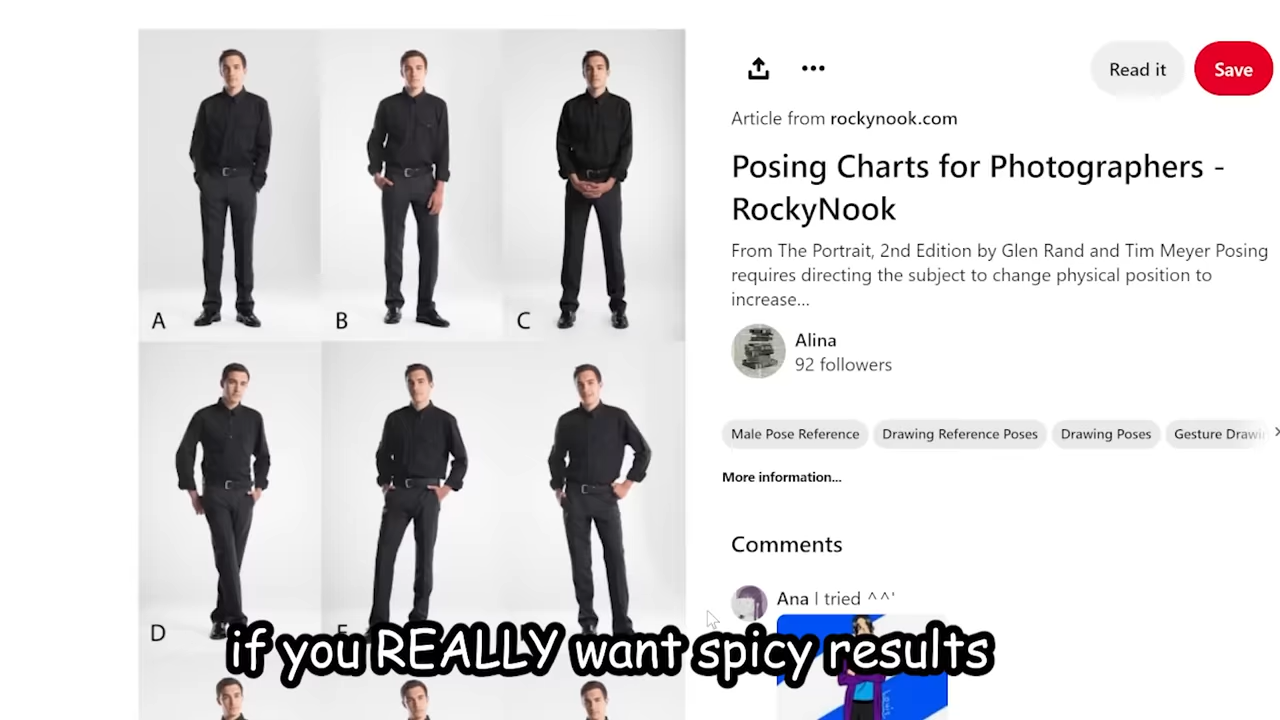 A
B
C
D
E
Read it
Save
Article from rockynook.com
Posing Charts for Photographers -
RockyNook
From The Portrait, 2nd Edition by Glen Rand and Tim Meyer Posing
requires directing the subject to change physical position to
increase...
Alina
92 followers
Male Pose Reference
Drawing Reference Poses
Drawing Poses
Gesture Drawi
More information...
Comments
Ana I tried ^^'
if you REALLY want spicy results